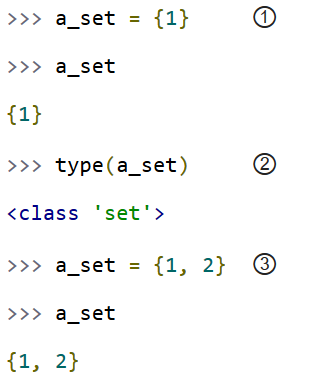 >>> a_set = {1} ①
>>> a_set
{1}
>>> type(a_set) ②
<class 'set'>
>>> a_set = {1, 2} ③
>>> a_set
{1, 2}